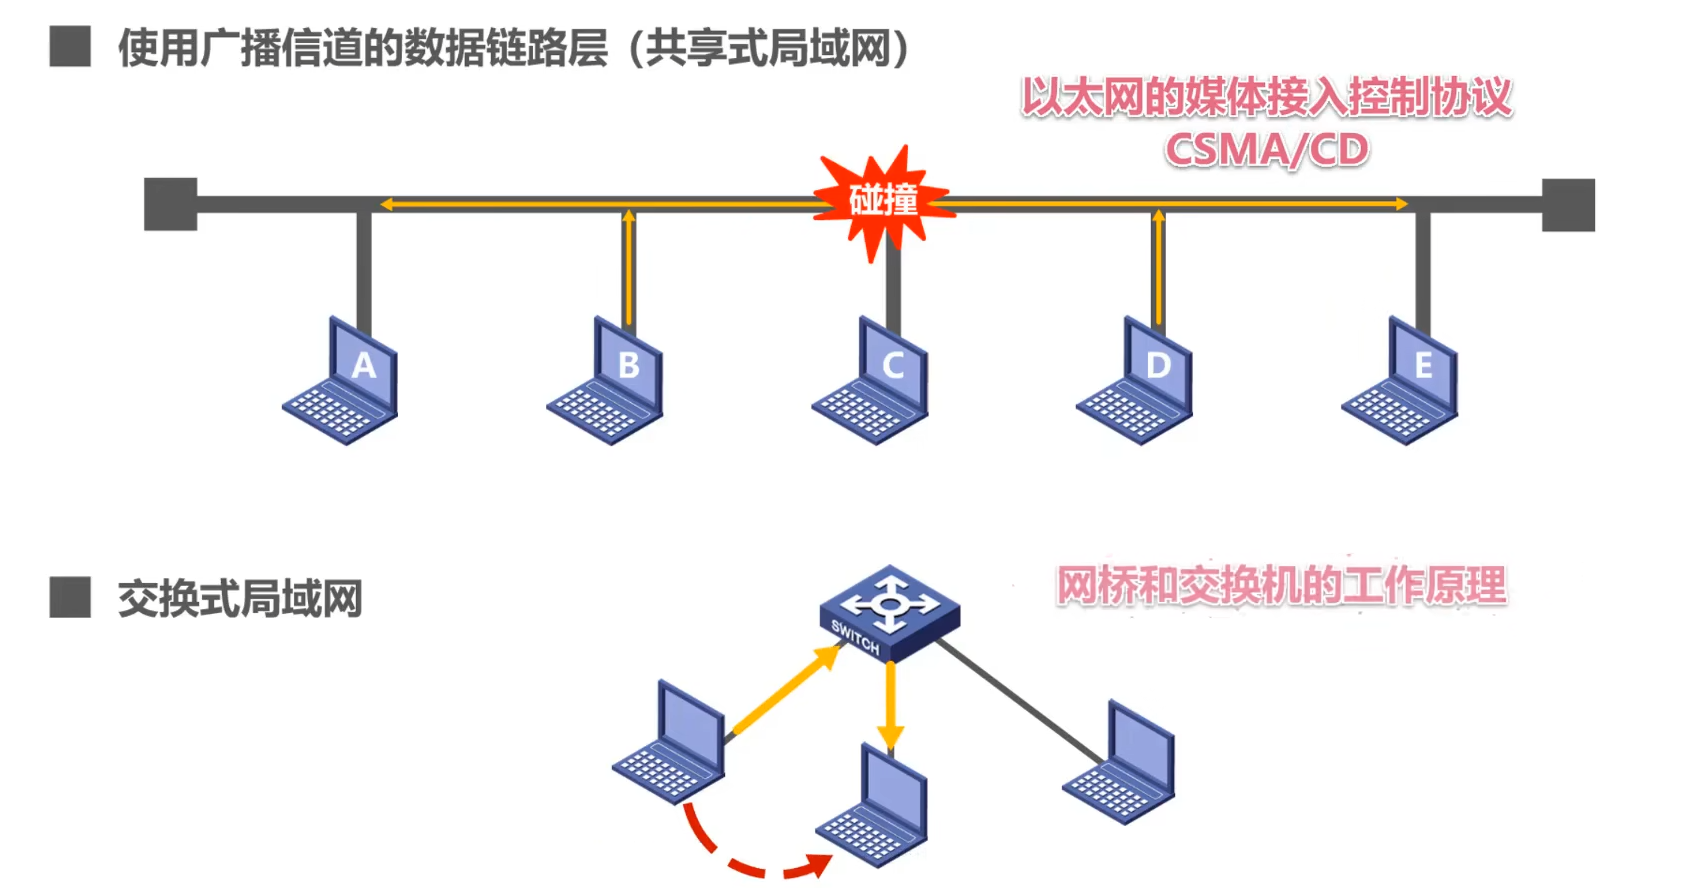 使用广播信道的数据链路层（共享式局域网）
以太网的媒体接入控制协议
CSMA/CD
碰撞
A
B
C
D
E
交换式局域网
网桥和交换机的工作原理
SWITCH